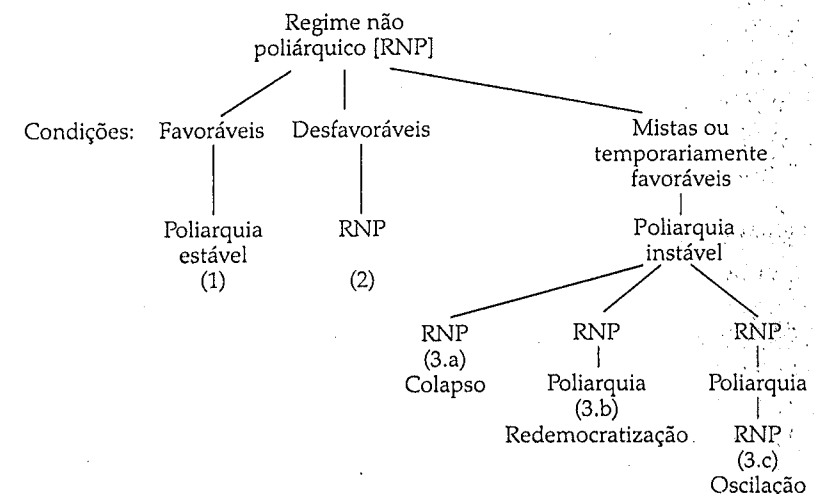 Regime não
poliárquico [RNP]
Condições: Favoráveis Desfavoráveis Mistas ou
temporariamente
favoráveis
Poliarquia RNP Poliarquia
estável instável
(1) (2)
RNP RNP RNP
(3.a)
Colapso Poliarquia Poliarquia
(3.b)
Redemocratização RNP
(3.c)
Oscilação